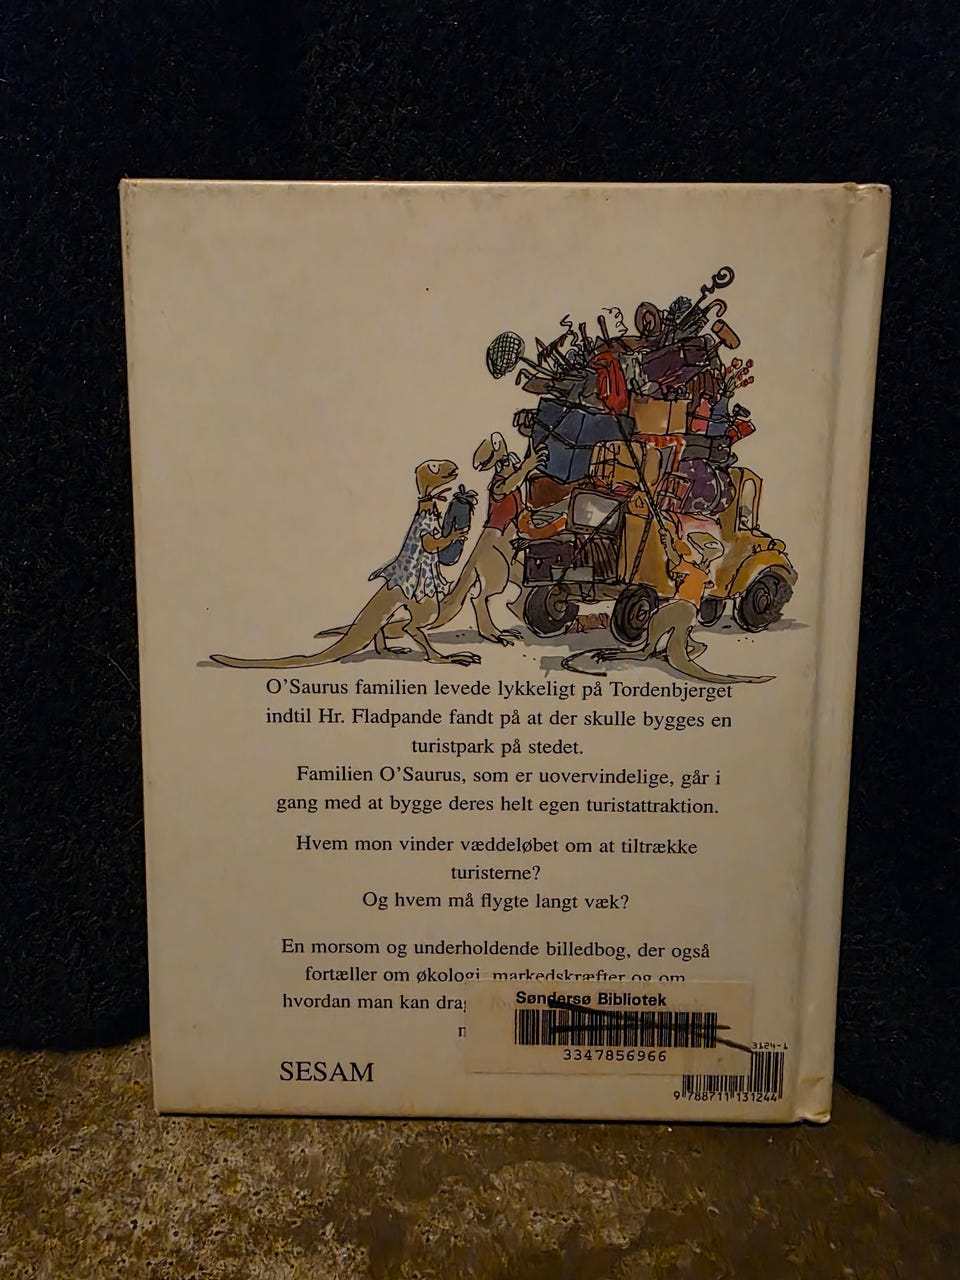 O'Saurus familien levede lykkeligt på Tordenbjerget
indtil Hr. Fladpande fandt på at der skulle bygges en
turistpark på stedet.
Familien O'Saurus, som er uovervindelige, går i
gang med at bygge deres helt egen turistattraktion.
Hvem mon vinder væddeløbet om at tiltrække
turisterne?
Og hvem må flygte langt væk?
En morsom og underholdende billedbog, der også
fortæller om økologi, markedskræfter og om
hvordan man kan
Søndersø Bibliotek
3347856966
SESAM
3124-1
9 788711 131244